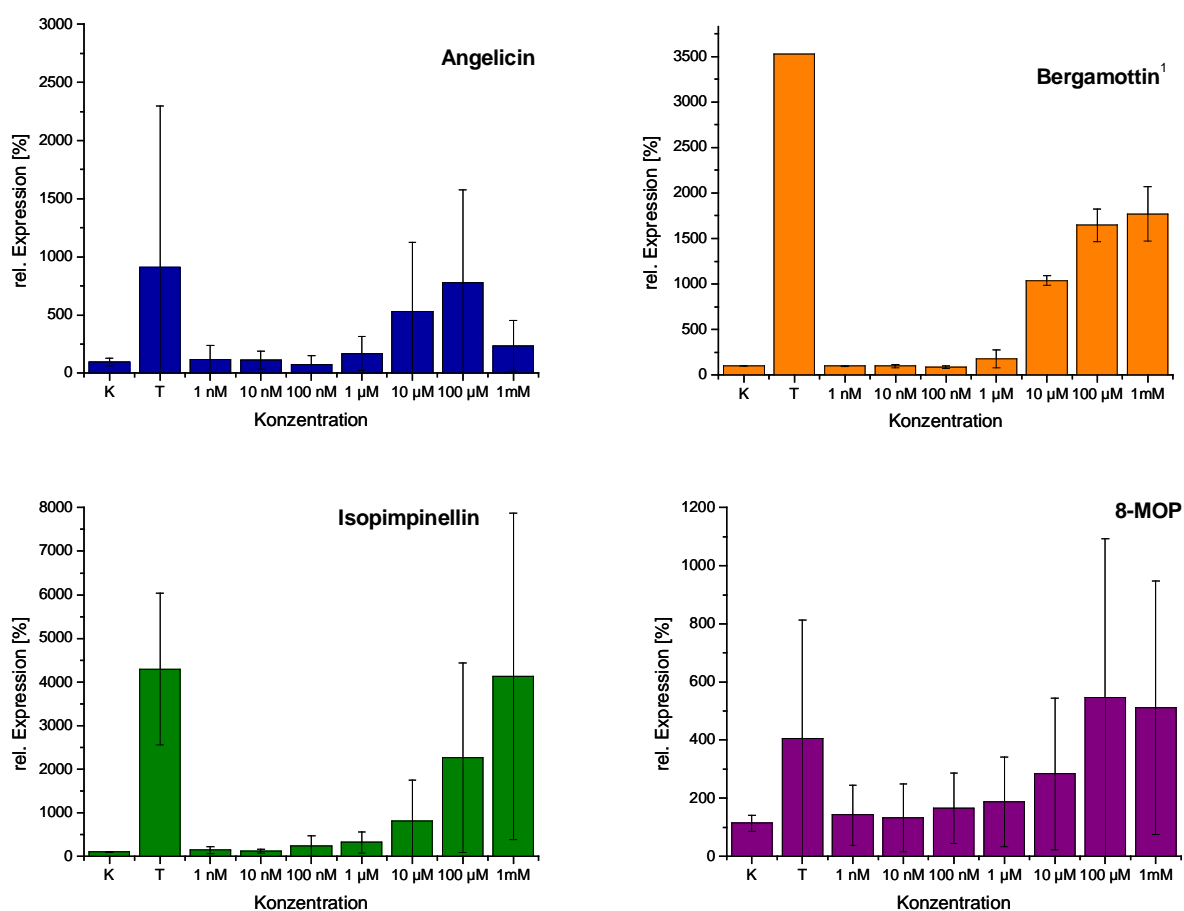 Angelicin
rel. Expression [%]
3000
2500
2000
1500
1000
500
0
K T 1 nM 10 nM 100 nM 1 µM 10 µM 100 µM 1mM
Konzentration
Bergamottin¹
rel. Expression [%]
3500
3000
2500
2000
1500
1000
500
0
K T 1 nM 10 nM 100 nM 1 µM 10 µM 100 µM 1mM
Konzentration
Isopimpinellin
rel. Expression [%]
8000
7000
6000
5000
4000
3000
2000
1000
0
K T 1 nM 10 nM 100 nM 1 µM 10 µM 100 µM 1mM
Konzentration
8-MOP
rel. Expression [%]
1200
1000
800
600
400
200
0
K T 1 nM 10 nM 100 nM 1 µM 10 µM 100 µM 1mM
Konzentration